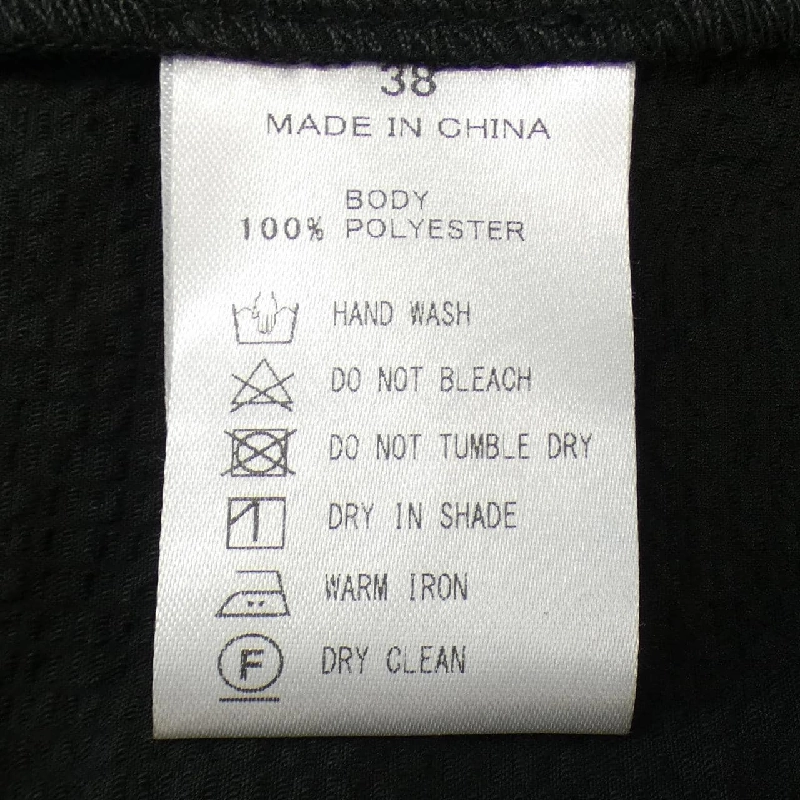 38
MADE IN CHINA
BODY
100% POLYESTER
HAND WASH
DO NOT BLEACH
DO NOT TUMBLE DRY
DRY IN SHADE
WARM IRON
F DRY CLEAN